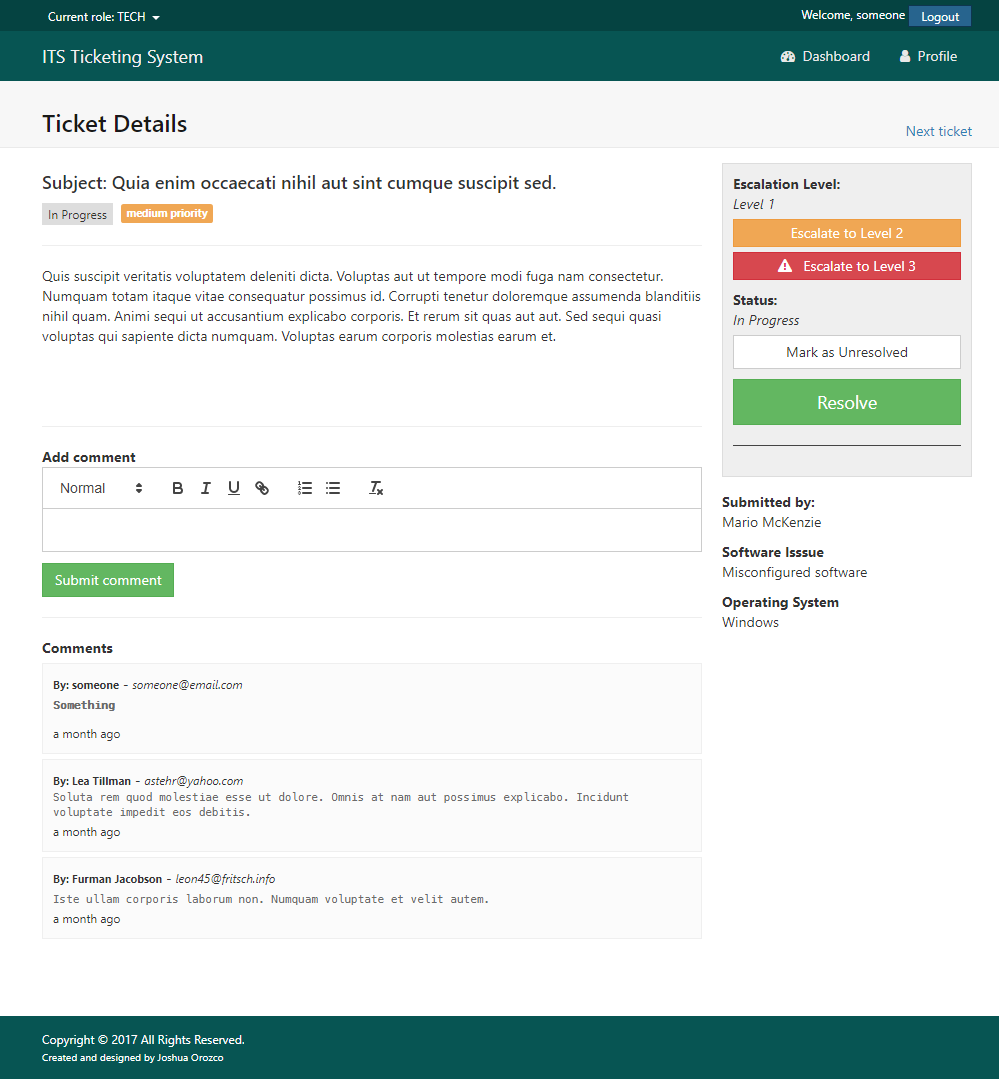 Current role: TECH
Welcome, someone
Logout
ITS Ticketing System
Dashboard
Profile
Ticket Details
Next ticket
Subject: Quia enim occaecati nihil aut sint cumque suscipit sed.
In Progress
medium priority
Quis suscipit veritatis voluptatem deleniti dicta. Voluptas aut ut tempore modi fuga nam consectetur.
Numquam totam itaque vitae consequatur possimus id. Corrupti tenetur doloremque assumenda blanditiis
nihil quam. Animi sequi ut accusantium explicabo corporis. Et rerum sit quas aut aut. Sed sequi quasi
voluptas qui sapiente dicta numquam. Voluptas earum corporis molestias earum et.
Add comment
Normal
Submit comment
Comments
By: someone - someone@email.com
Something
a month ago
By: Lea Tillman - astehr@yahoo.com
Soluta rem quod molestiae esse ut dolore. Omnis at nam aut possimus explicabo. Incidunt
voluptate impedit eos debitis.
a month ago
By: Furman Jacobson - leon45@fritsch.info
Iste ullam corporis laborum non. Numquam voluptate et velit autem.
a month ago
Escalation Level:
Level 1
Escalate to Level 2
Escalate to Level 3
Status:
In Progress
Mark as Unresolved
Resolve
Submitted by:
Mario McKenzie
Software Isssue
Misconfigured software
Operating System
Windows
Copyright © 2017 All Rights Reserved.
Created and designed by Joshua Orozco